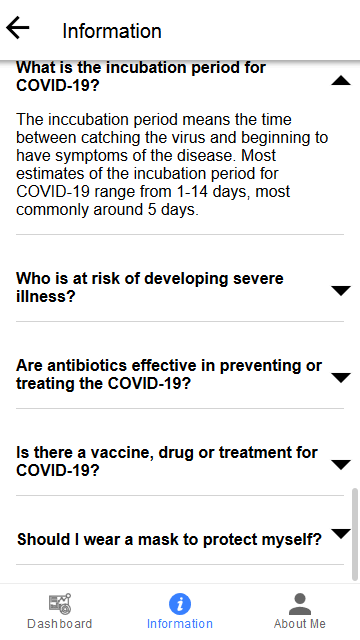 Information
What is the incubation period for
COVID-19?
The inccubation period means the time
between catching the virus and beginning to
have symptoms of the disease. Most
estimates of the incubation period for
COVID-19 range from 1-14 days, most
commonly around 5 days.
Who is at risk of developing severe
illness?
Are antibiotics effective in preventing or
treating the COVID-19?
Is there a vaccine, drug or treatment for
COVID-19?
Should I wear a mask to protect myself?
Dashboard
Information
About Me